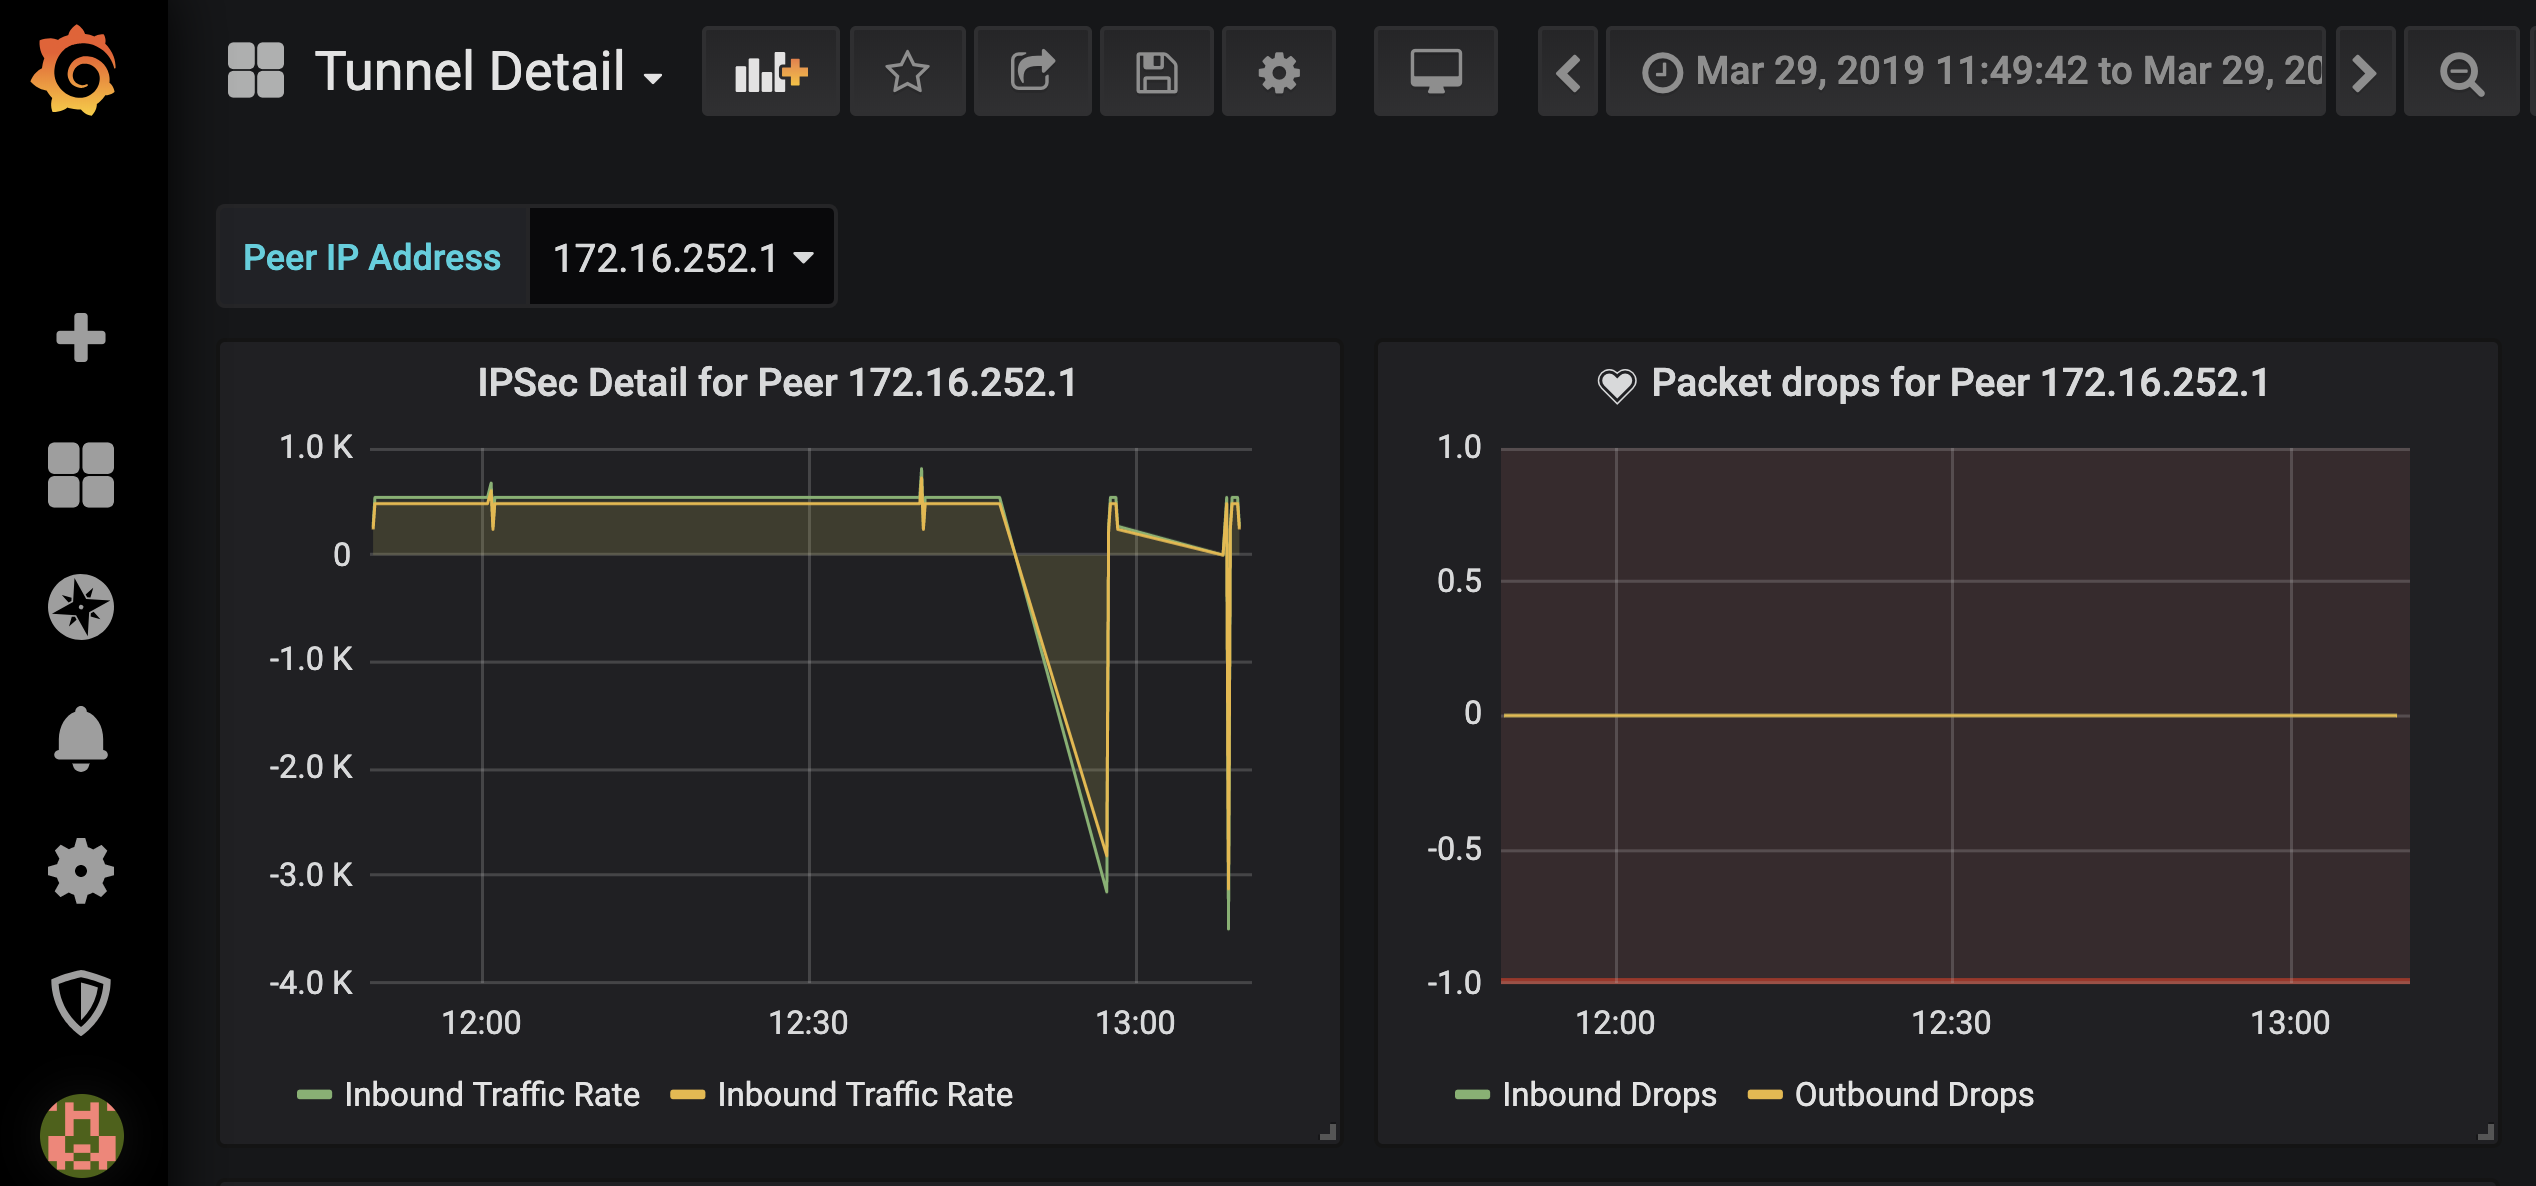 Tunnel Detail
Mar 29, 2019 11:49:42 to Mar 29, 20
Peer IP Address 172.16.252.1
IPSec Detail for Peer 172.16.252.1
1.0 K
0
-1.0 K
-2.0 K
-3.0 K
-4.0 K
12:00 12:30 13:00
Inbound Traffic Rate Inbound Traffic Rate
Packet drops for Peer 172.16.252.1
1.0
0.5
0
-0.5
-1.0
12:00 12:30 13:00
Inbound Drops Outbound Drops